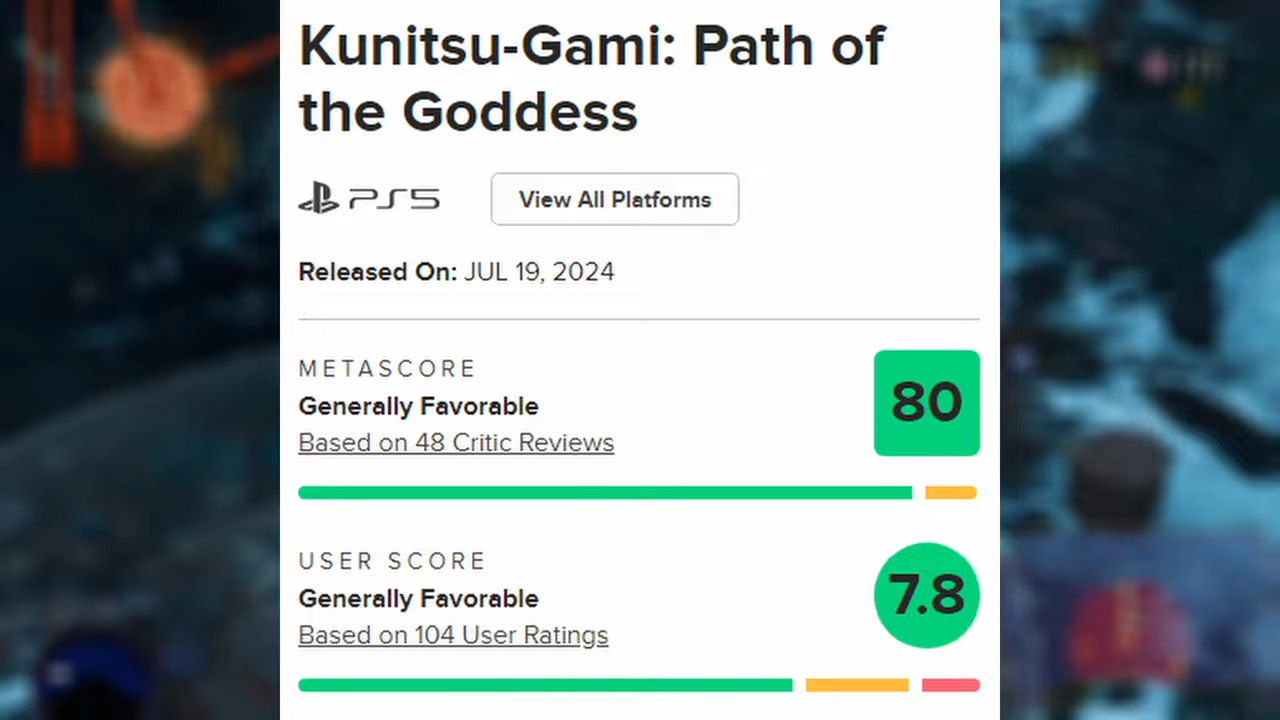 Kunitsu-Gami: Path of
the Goddess
PS5
View All Platforms
Released On: JUL 19, 2024
METASCORE
Generally Favorable
Based on 48 Critic Reviews
80
USER SCORE
Generally Favorable
Based on 104 User Ratings
7.8